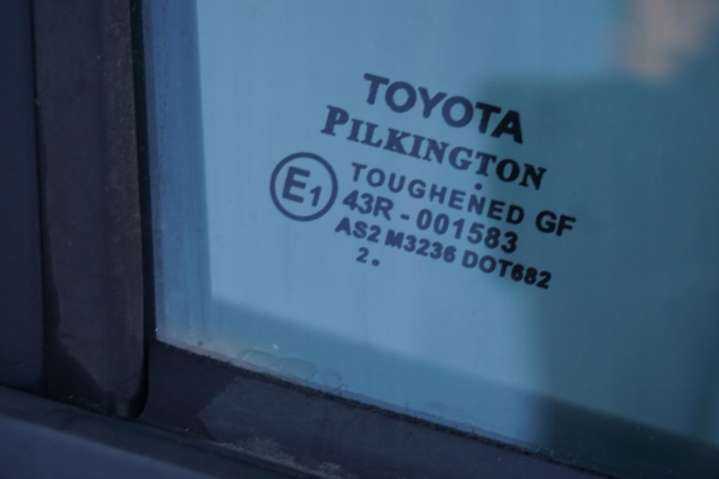 TOYOTA
PILKINGTON
TOUGHENED GF
E1
43R - 001583
AS2 M3236 DOT682
2.